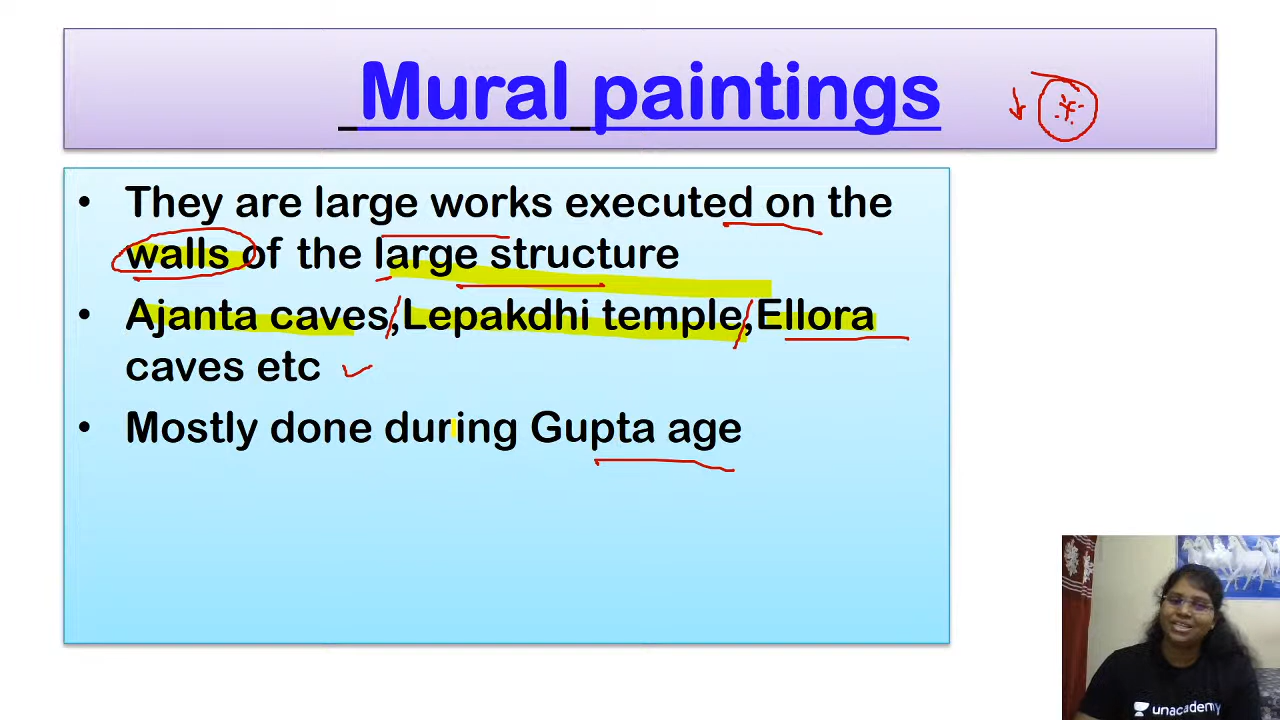 Mural paintings
• They are large works executed on the
walls of the large structure
• Ajanta caves,Lepakdhi temple,Ellora
caves etc
• Mostly done during Gupta age
unacademy